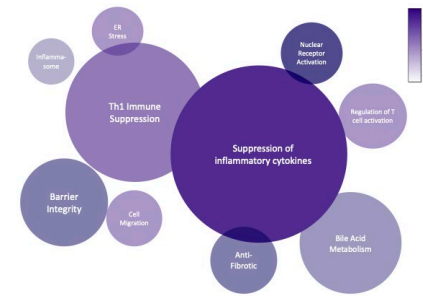 ER
Stress
Nuclear
Receptor
Activation
Inflamma-
some
Th1 Immune
Suppression
Regulation of T
cell activation
Suppression of
inflammatory cytokines
Barrier
Integrity
Cell
Migration
Bile Acid
Metabolism
Anti-
Fibrotic